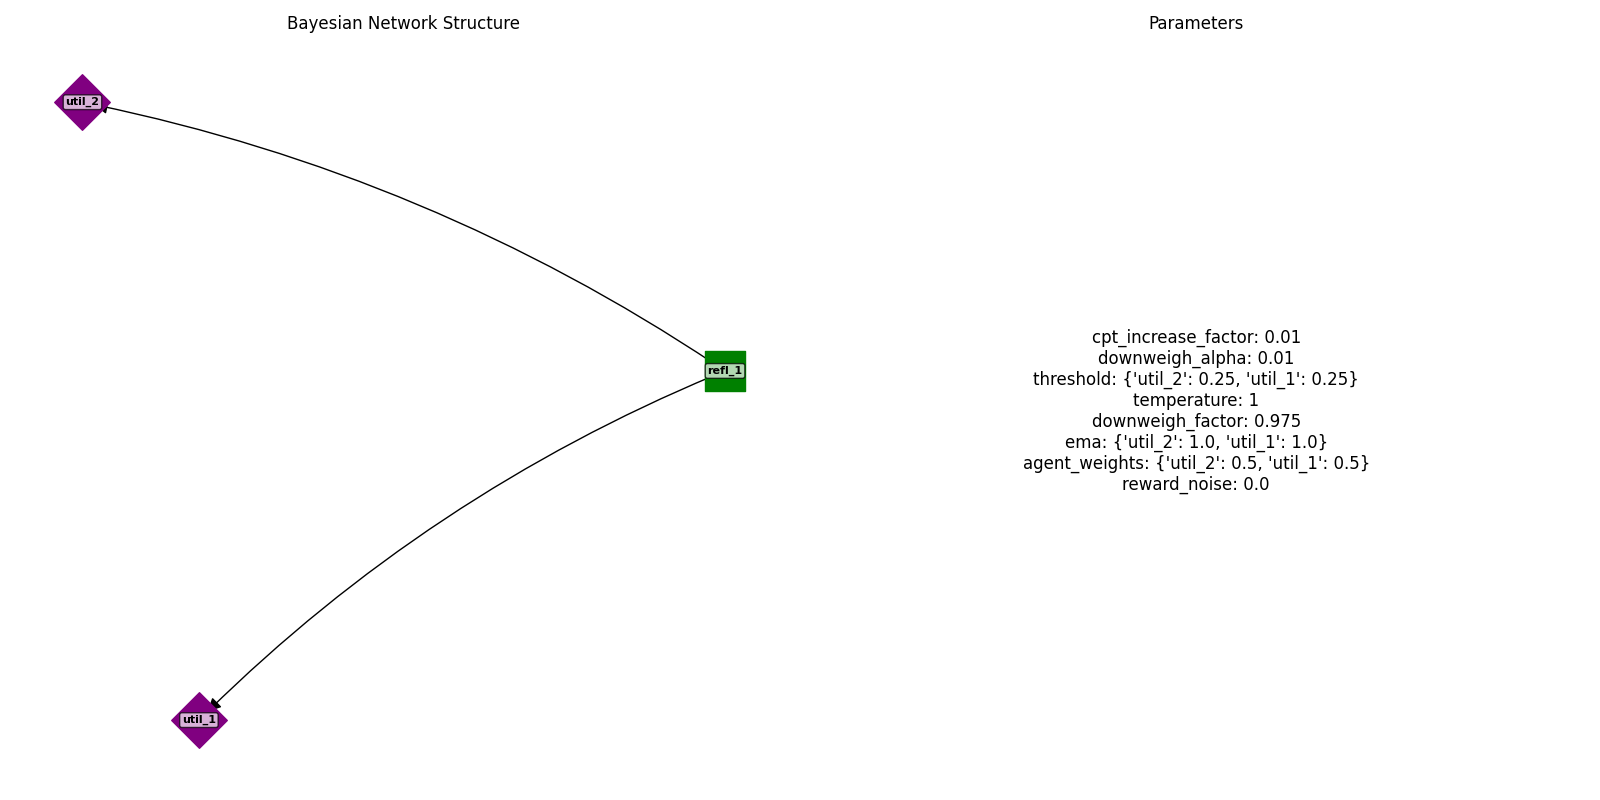 Bayesian Network Structure
Parameters
util_2
refl_1
util_1
cpt_increase_factor: 0.01
downweigh_alpha: 0.01
threshold: {'util_2': 0.25, 'util_1': 0.25}
temperature: 1
downweigh_factor: 0.975
ema: {'util_2': 1.0, 'util_1': 1.0}
agent_weights: {'util_2': 0.5, 'util_1': 0.5}
reward_noise: 0.0